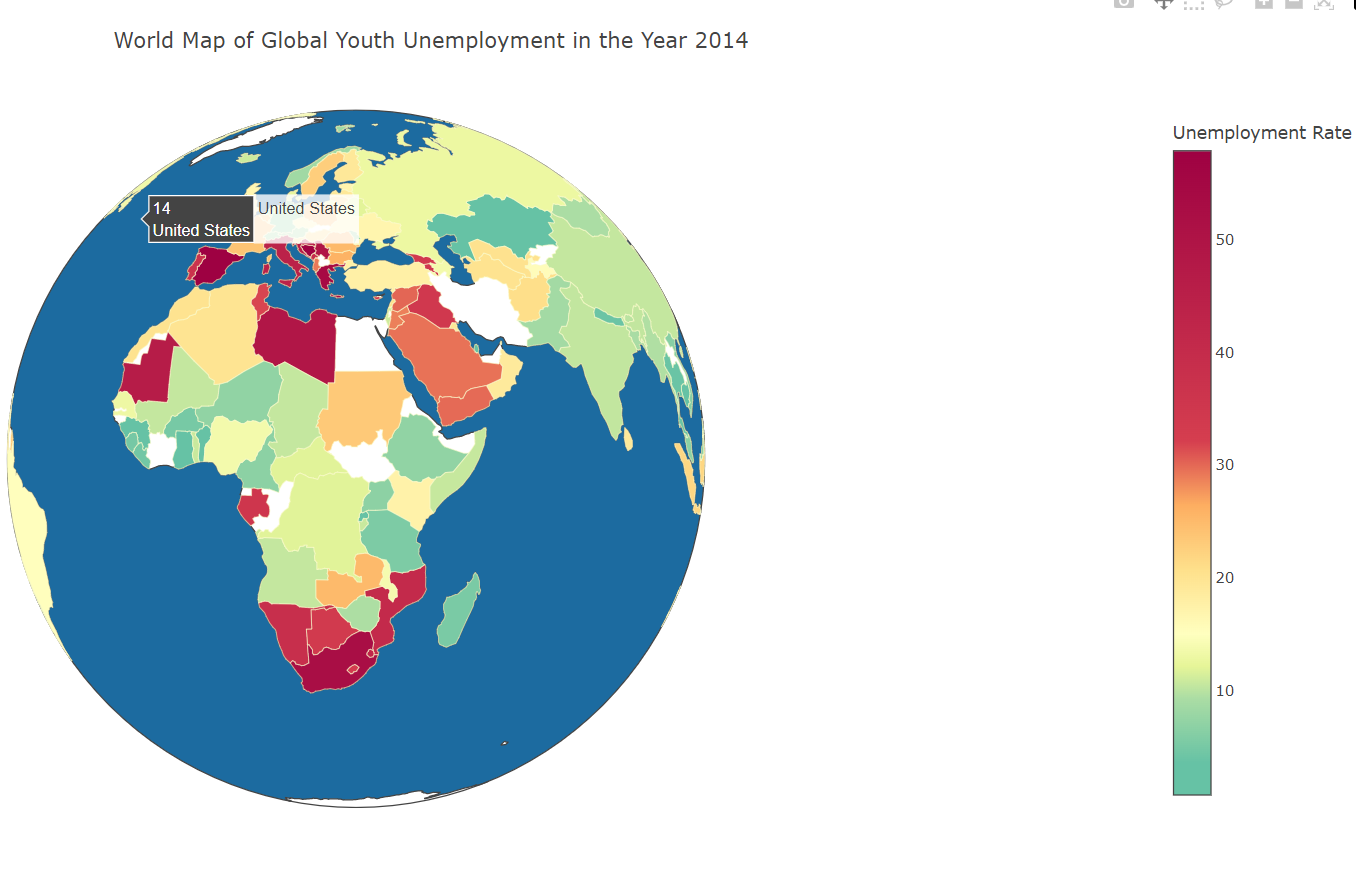 World Map of Global Youth Unemployment in the Year 2014
Unemployment Rate
14
United States
United States
50
40
30
20
10